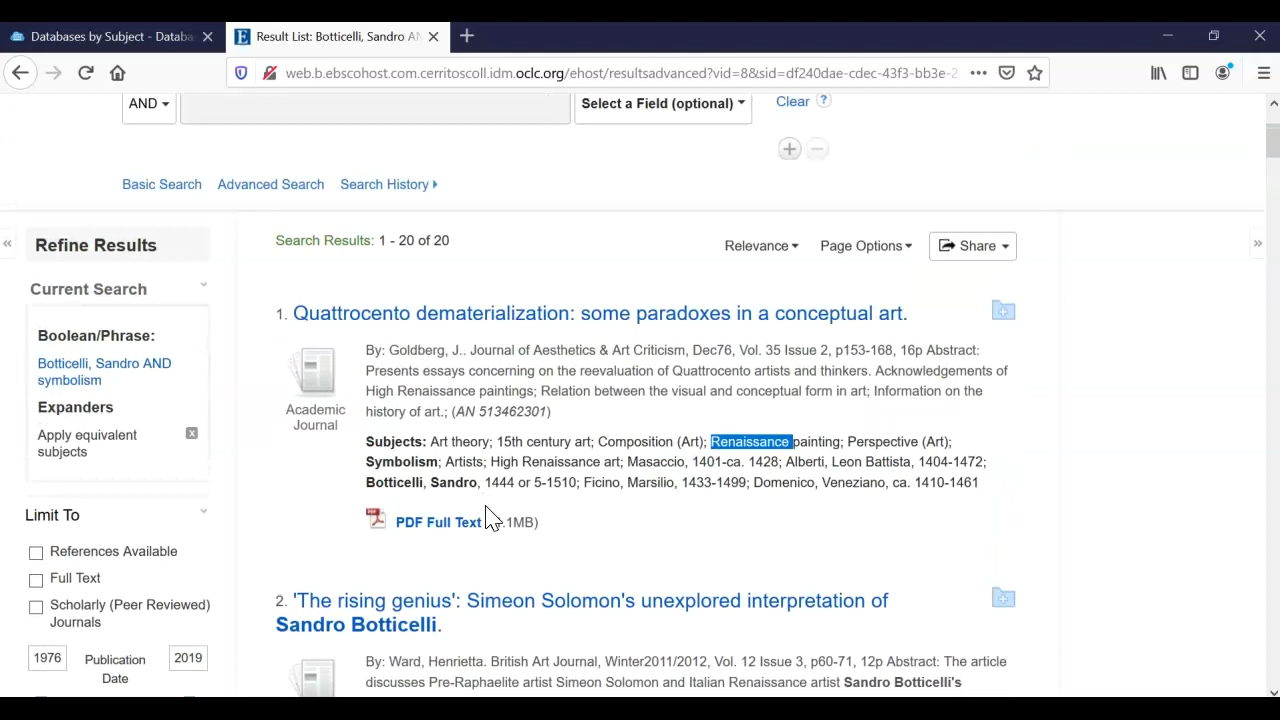 Databases by Subject - Databa
Result List: Botticelli, Sandro AN
web.b.ebscohost.com.cerritoscoll.idm.oclc.org/ehost/resultsadvanced?vid=8&sid=df240dae-cdec-43f3-bb3e-2
AND
Select a Field (optional)
Clear ?
Basic Search Advanced Search Search History
Refine Results
Current Search
Boolean/Phrase:
Botticelli, Sandro AND
symbolism
Expanders
Apply equivalent
subjects
Limit To
References Available
Full Text
Scholarly (Peer Reviewed)
Journals
1976 Publication 2019
Date
Search Results: 1 - 20 of 20
Relevance Page Options Share
1. Quattrocento dematerialization: some paradoxes in a conceptual art.
Academic
Journal
By: Goldberg, J.. Journal of Aesthetics & Art Criticism, Dec76, Vol. 35 Issue 2, p153-168, 16p Abstract:
Presents essays concerning on the reevaluation of Quattrocento artists and thinkers. Acknowledgements of
High Renaissance paintings; Relation between the visual and conceptual form in art; Information on the
history of art.; (AN 513462301)
Subjects: Art theory; 15th century art; Composition (Art); Renaissance painting; Perspective (Art);
Symbolism; Artists; High Renaissance art; Masaccio, 1401-ca. 1428; Alberti, Leon Battista, 1404-1472;
Botticelli, Sandro, 1444 or 5-1510; Ficino, Marsilio, 1433-1499; Domenico, Veneziano, ca. 1410-1461
PDF Full Text .1MB)
2. 'The rising genius': Simeon Solomon's unexplored interpretation of
Sandro Botticelli.
By: Ward, Henrietta. British Art Journal, Winter2011/2012, Vol. 12 Issue 3, p60-71, 12p Abstract: The article
discusses Pre-Raphaelite artist Simeon Solomon and Italian Renaissance artist Sandro Botticelli's